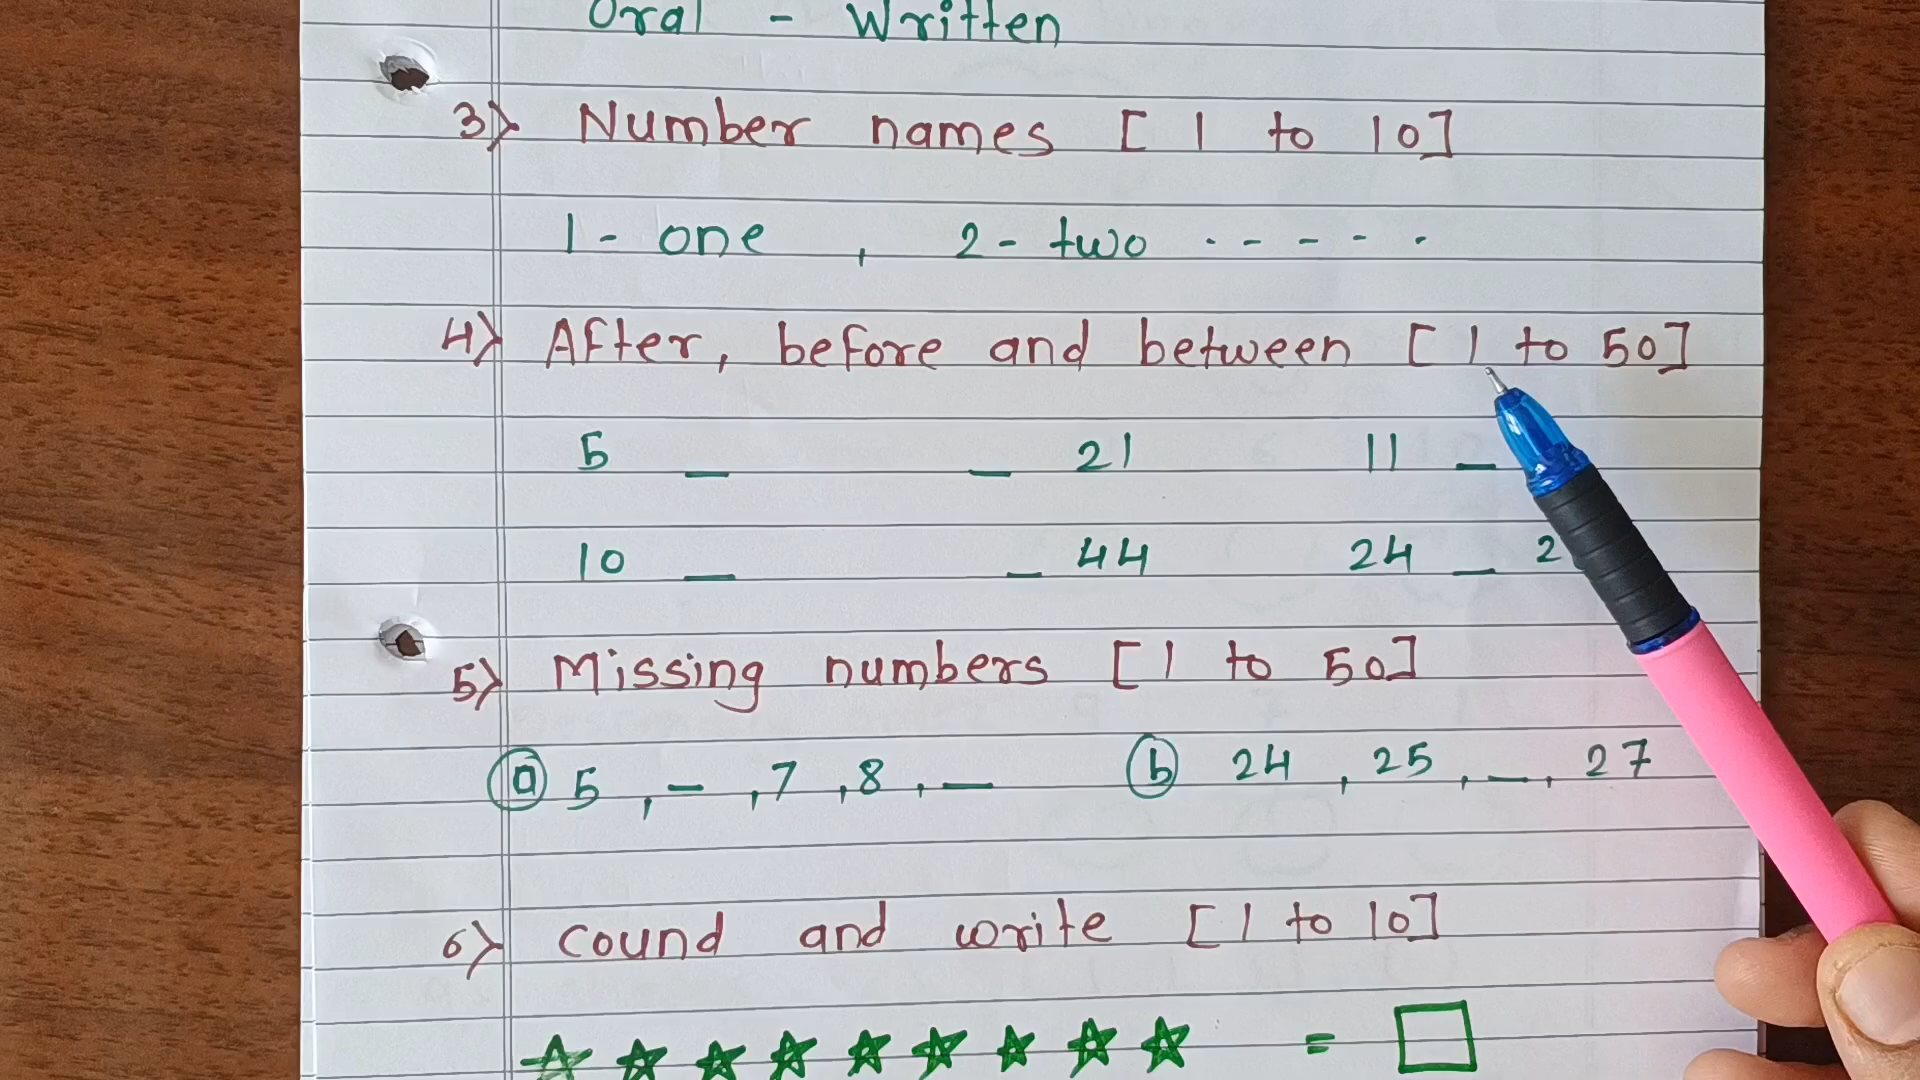 Oral - Written
3) Number names [ 1 to 10]
1 - one , 2 - two . - - - .
4) After, before and between [ 1 to 50]
5 _ _ 21 11 _
10 _ _ 44 24 _ 2
5) Missing numbers [1 to 50]
a 5 , _ , 7 , 8 , _ b 24 , 25 , _ , 27
6) cound and write [1 to 10]
=